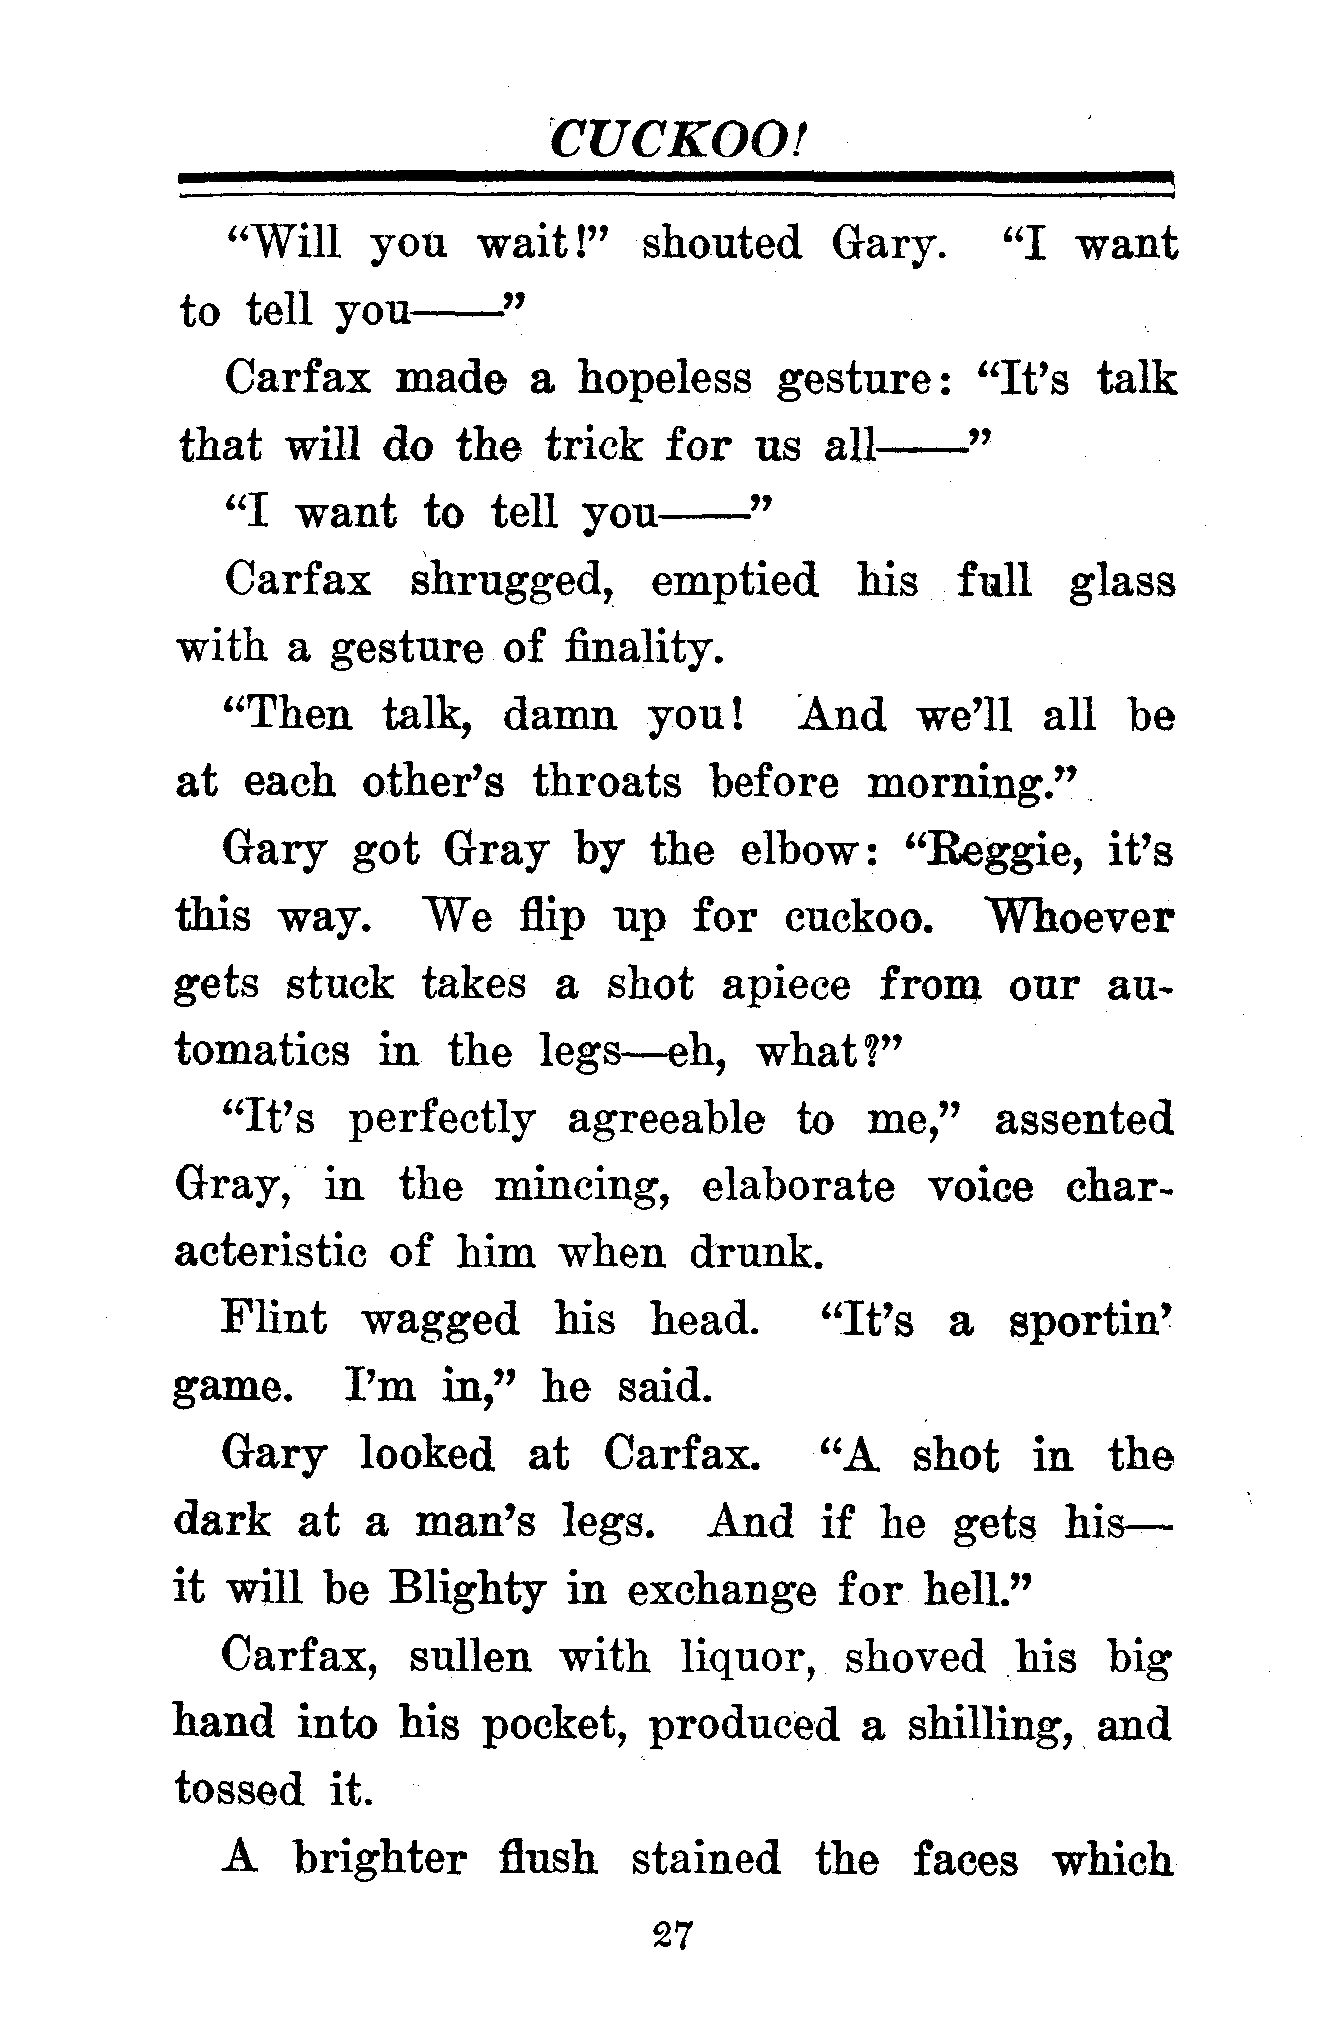 CUCKOO!
“Will you wait!” shouted Gary. “I want
to tell you——”
Carfax made a hopeless gesture: “It’s talk
that will do the trick for us all——”
“I want to tell you——”
Carfax shrugged, emptied his full glass
with a gesture of finality.
“Then talk, damn you! And we’ll all be
at each other’s throats before morning.”
Gary got Gray by the elbow: “Reggie, it’s
this way. We flip up for cuckoo. Whoever
gets stuck takes a shot apiece from our au-
tomatics in the legs—eh, what?”
“It’s perfectly agreeable to me,” assented
Gray, in the mincing, elaborate voice char-
acteristic of him when drunk.
Flint wagged his head. “It’s a sportin’
game. I’m in,” he said.
Gary looked at Carfax. “A shot in the
dark at a man’s legs. And if he gets his—
it will be Blighty in exchange for hell.”
Carfax, sullen with liquor, shoved his big
hand into his pocket, produced a shilling, and
tossed it.
A brighter flush stained the faces which
27